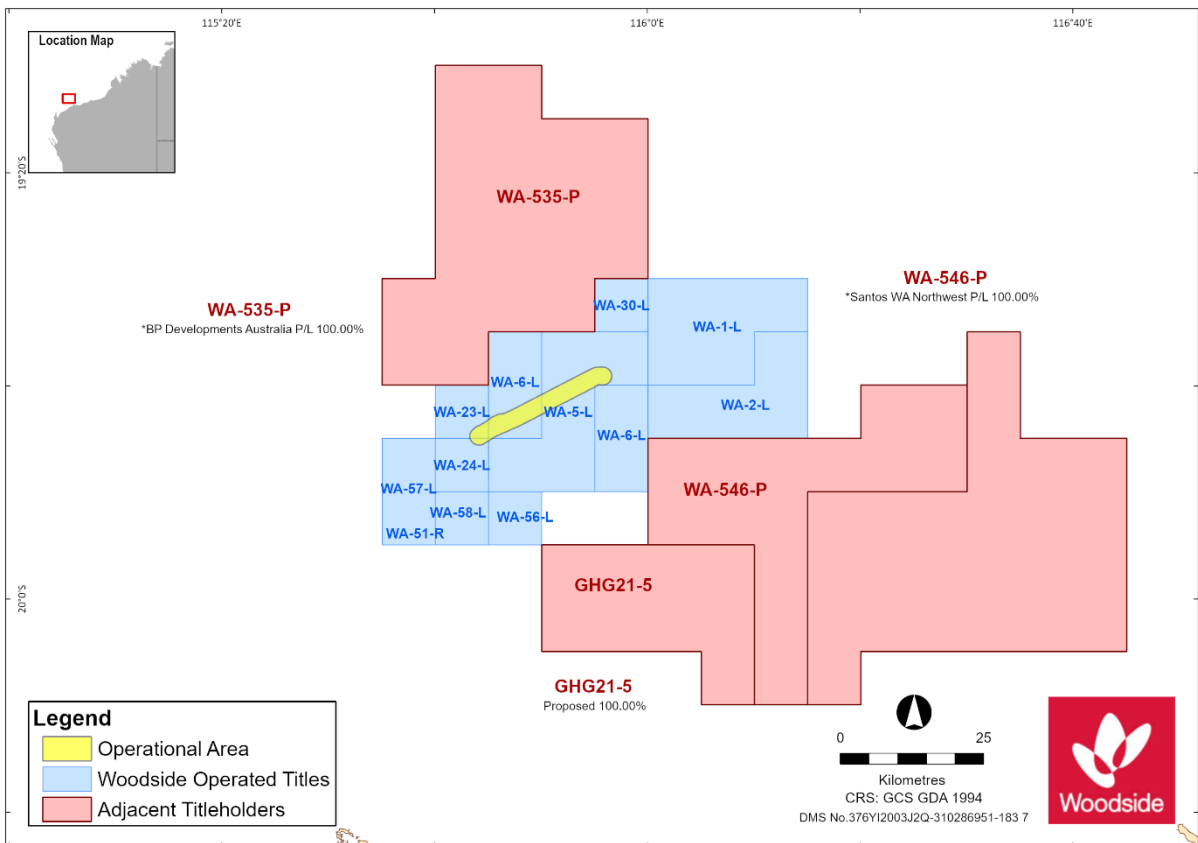 115°20'E
116°0'E
116°40'E
Location Map
19°20'S
WA-535-P
WA-546-P
*Santos WA Northwest P/L 100.00%
WA-535-P
*BP Developments Australia P/L 100.00%
WA-30-L
WA-1-L
WA-6-L
WA-23-L
WA-5-L
WA-2-L
WA-6-L
WA-24-L
WA-57-L
WA-546-P
WA-58-L
WA-56-L
WA-51-R
GHG21-5
20°0'S
GHG21-5
Proposed 100.00%
Legend
Operational Area
Woodside Operated Titles
Adjacent Titleholders
0
25
Kilometres
CRS: GCS GDA 1994
DMS No.376YI2003J2Q-310286951-183 7
Woodside